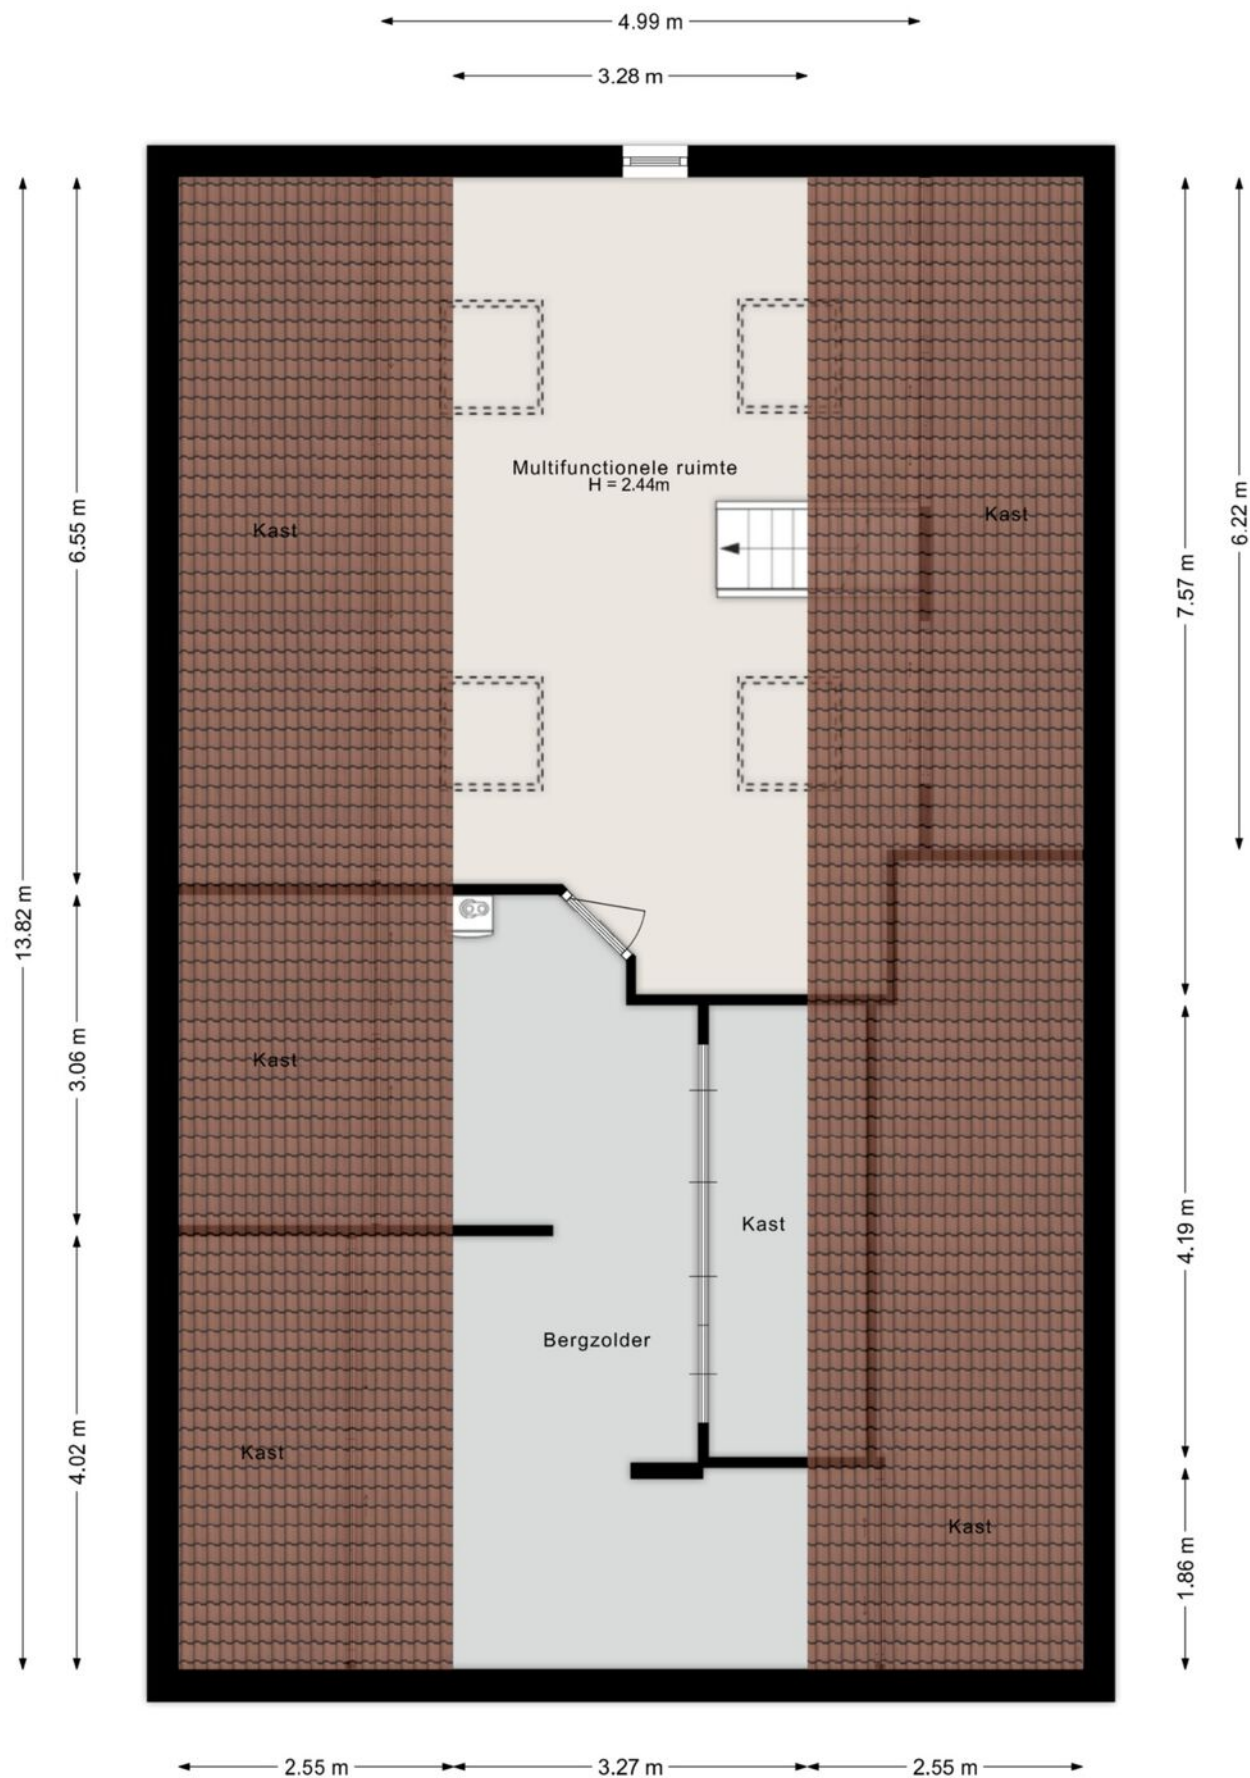 4.99 m
3.28 m
Multifunctionele ruimte
H = 2.44m
Kast
Kast
6.55 m
6.22 m
7.57 m
13.82 m
3.06 m
Kast
Kast
4.19 m
Bergzolder
4.02 m
Kast
Kast
1.86 m
2.55 m
3.27 m
2.55 m